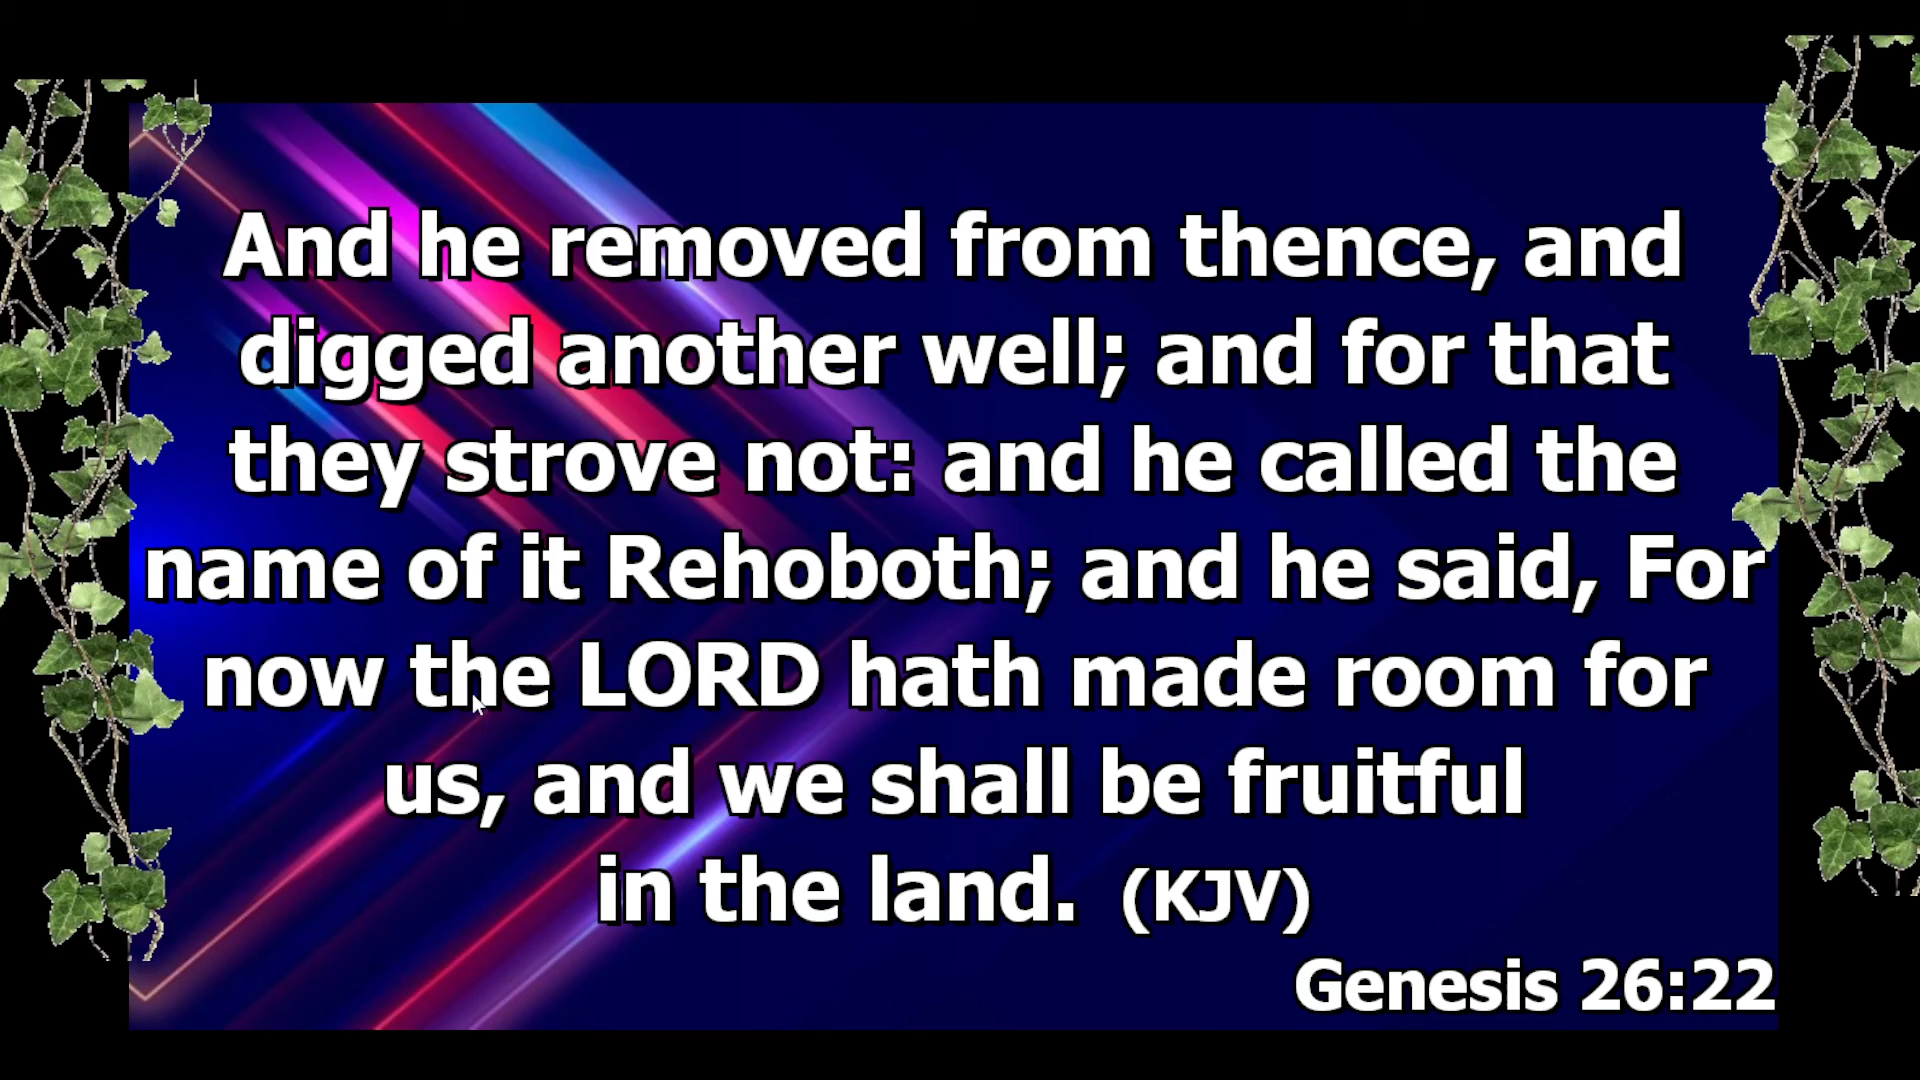 And he removed from thence, and
digged another well; and for that
they strove not: and he called the
name of it Rehoboth; and he said, For
now the LORD hath made room for
us, and we shall be fruitful
in the land. (KJV)
Genesis 26:22